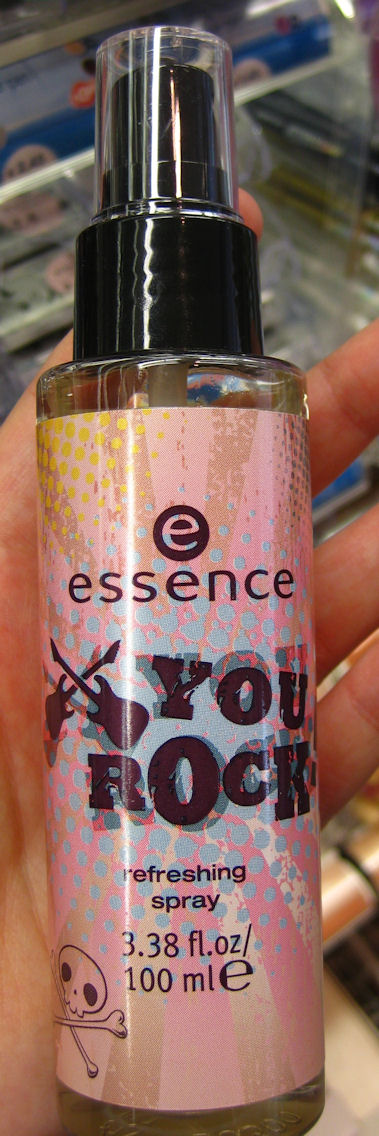 e
essence
YOU
ROCK!
refreshing
spray
3.38 fl.oz/
100 ml e